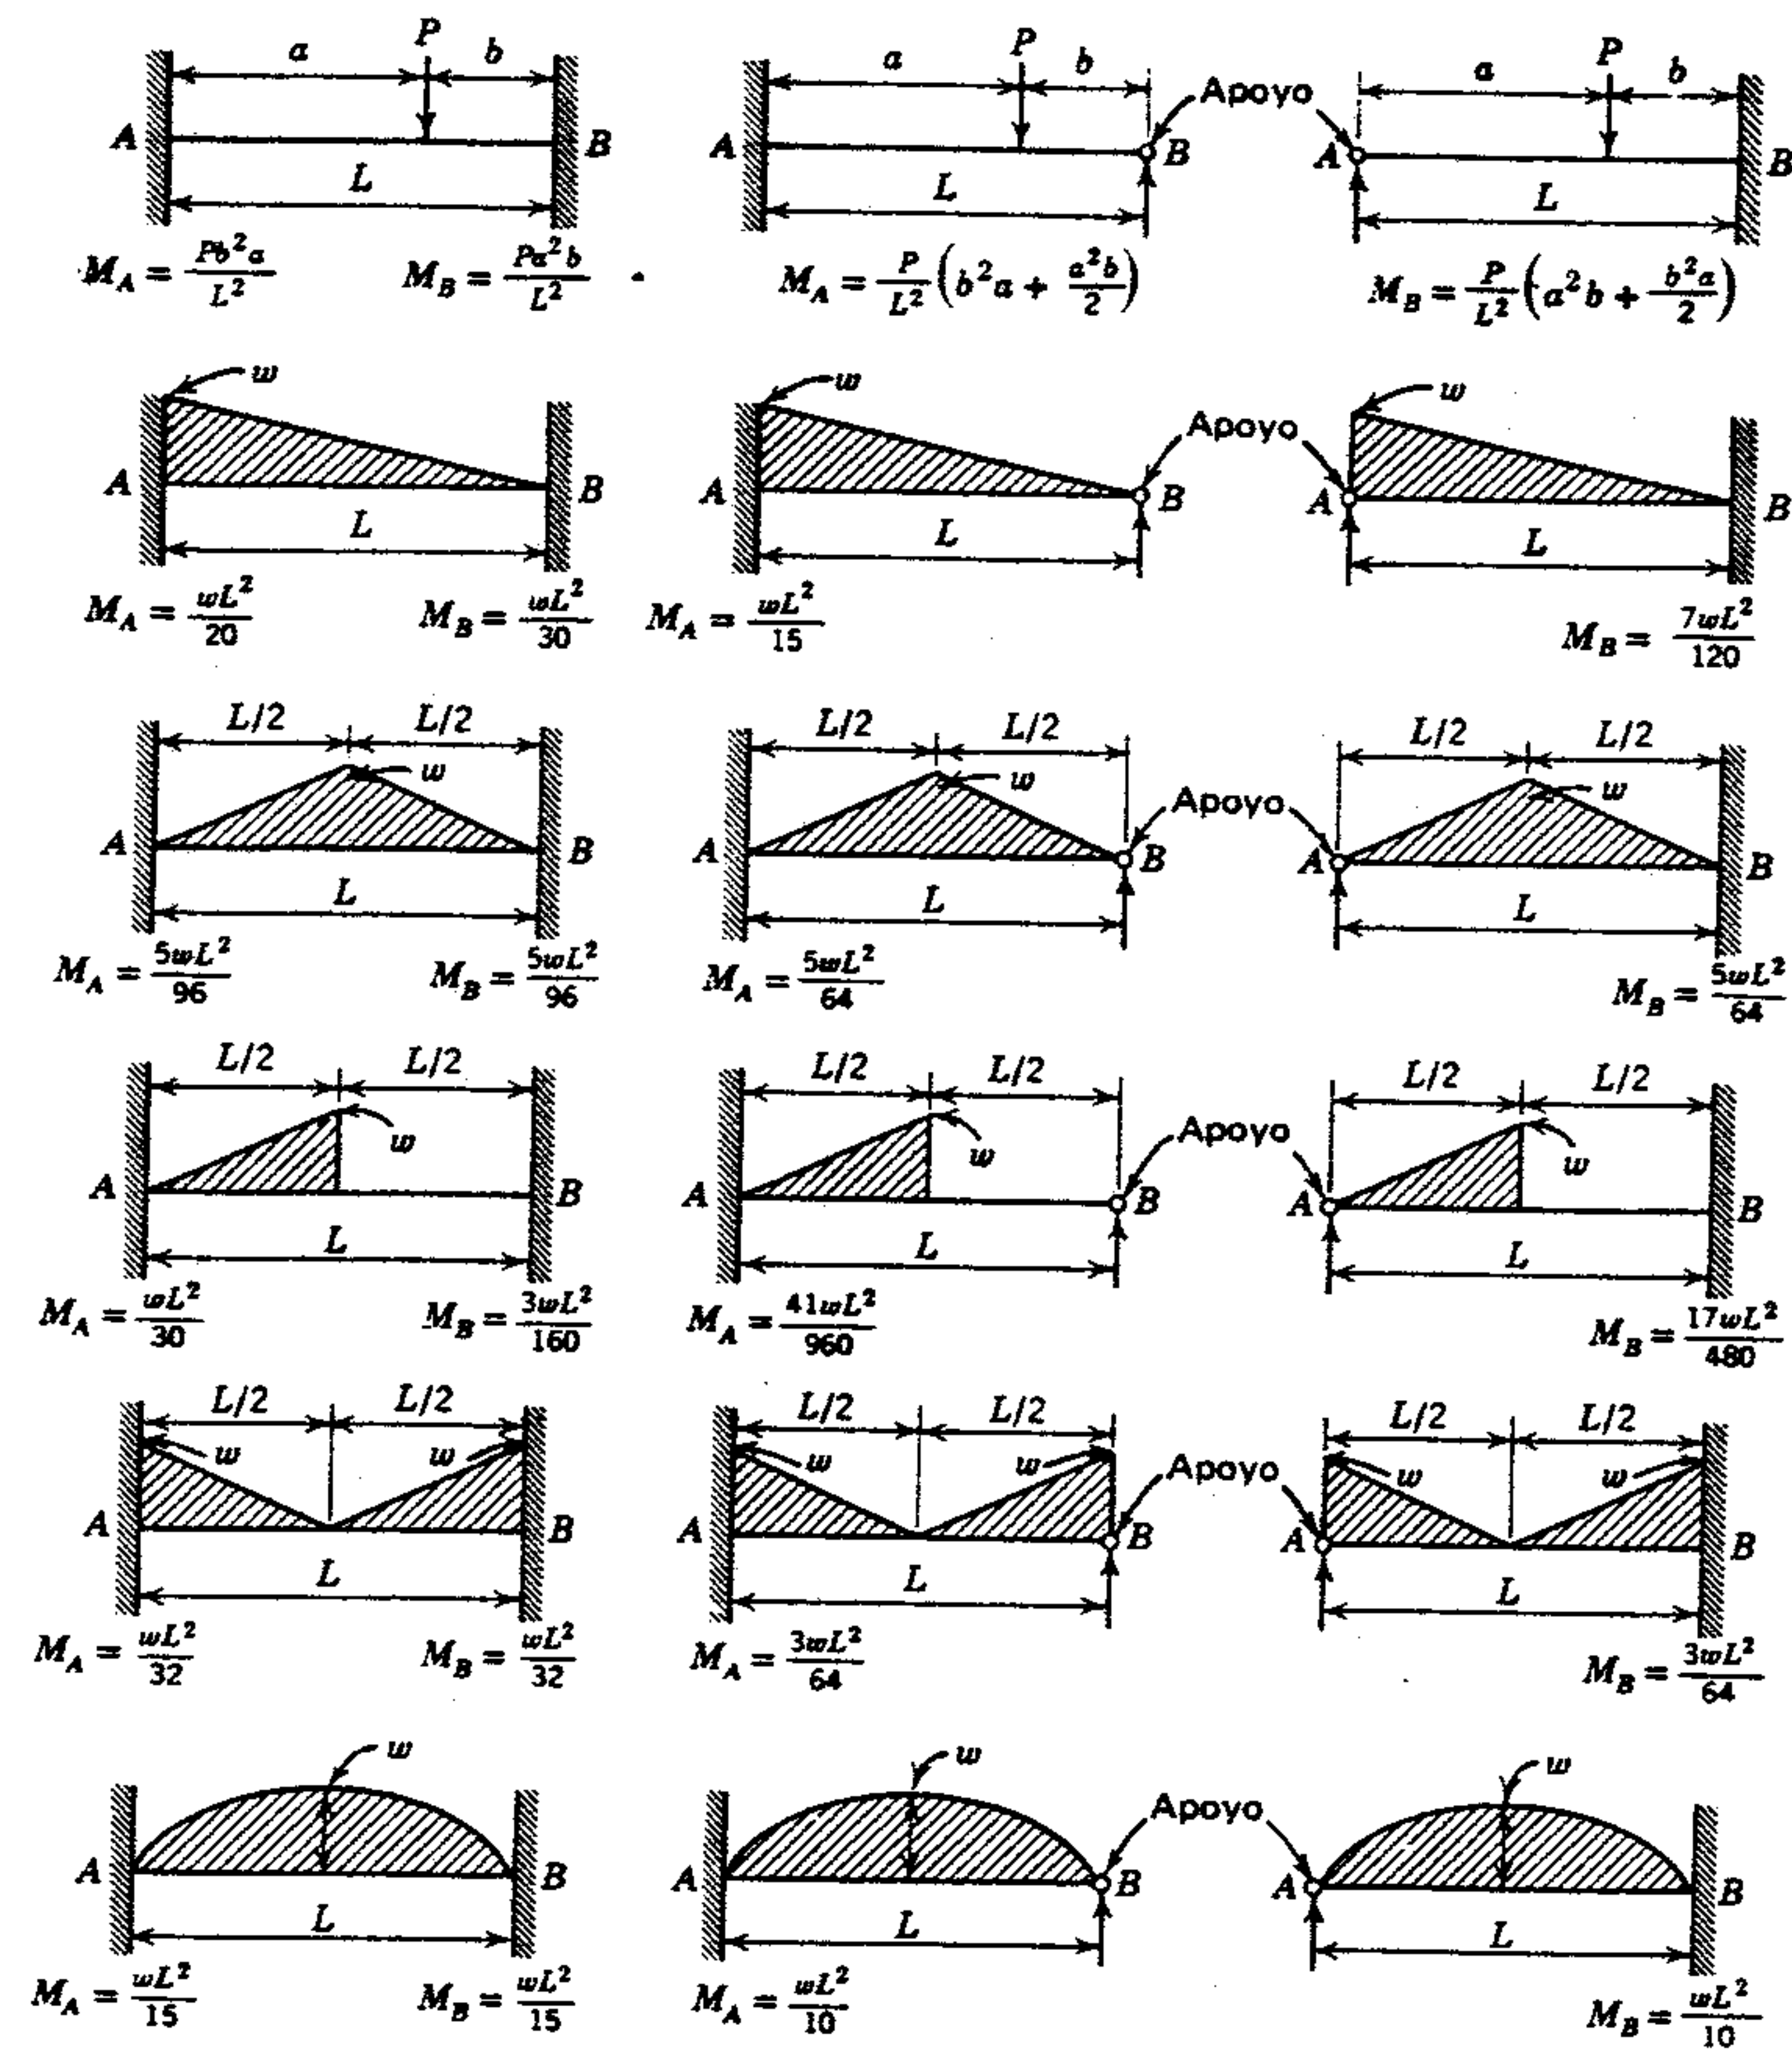 a P b
A B
L
M_A = Pb²a/L² M_B = Pa²b/L²
a P b
A B Apoyo
L
M_A = P/L² (b²a + a²b/2)
a P b
A B
L
M_B = P/L² (a²b + b²a/2)
w
A B
L
M_A = wL²/20 M_B = wL²/30
w
A B Apoyo
L
M_A = wL²/15
w
A B
L
M_B = 7wL²/120
L/2 L/2
w
A B
L
M_A = 5wL²/96 M_B = 5wL²/96
L/2 L/2
w
A B Apoyo
L
M_A = 5wL²/64
L/2 L/2
w
A B
L
M_B = 5wL²/64
L/2 L/2
w
A B
L
M_A = wL²/30 M_B = 3wL²/160
L/2 L/2
w
A B Apoyo
L
M_A = 41wL²/960
L/2 L/2
w
A B
L
M_B = 17wL²/480
L/2 L/2
w w
A B
L
M_A = wL²/32 M_B = wL²/32
L/2 L/2
w w
A B Apoyo
L
M_A = 3wL²/64
L/2 L/2
w w
A B
L
M_B = 3wL²/64
w
A B
L
M_A = wL²/15 M_B = wL²/15
w
A B Apoyo
L
M_A = wL²/10
w
A B
L
M_B = wL²/10